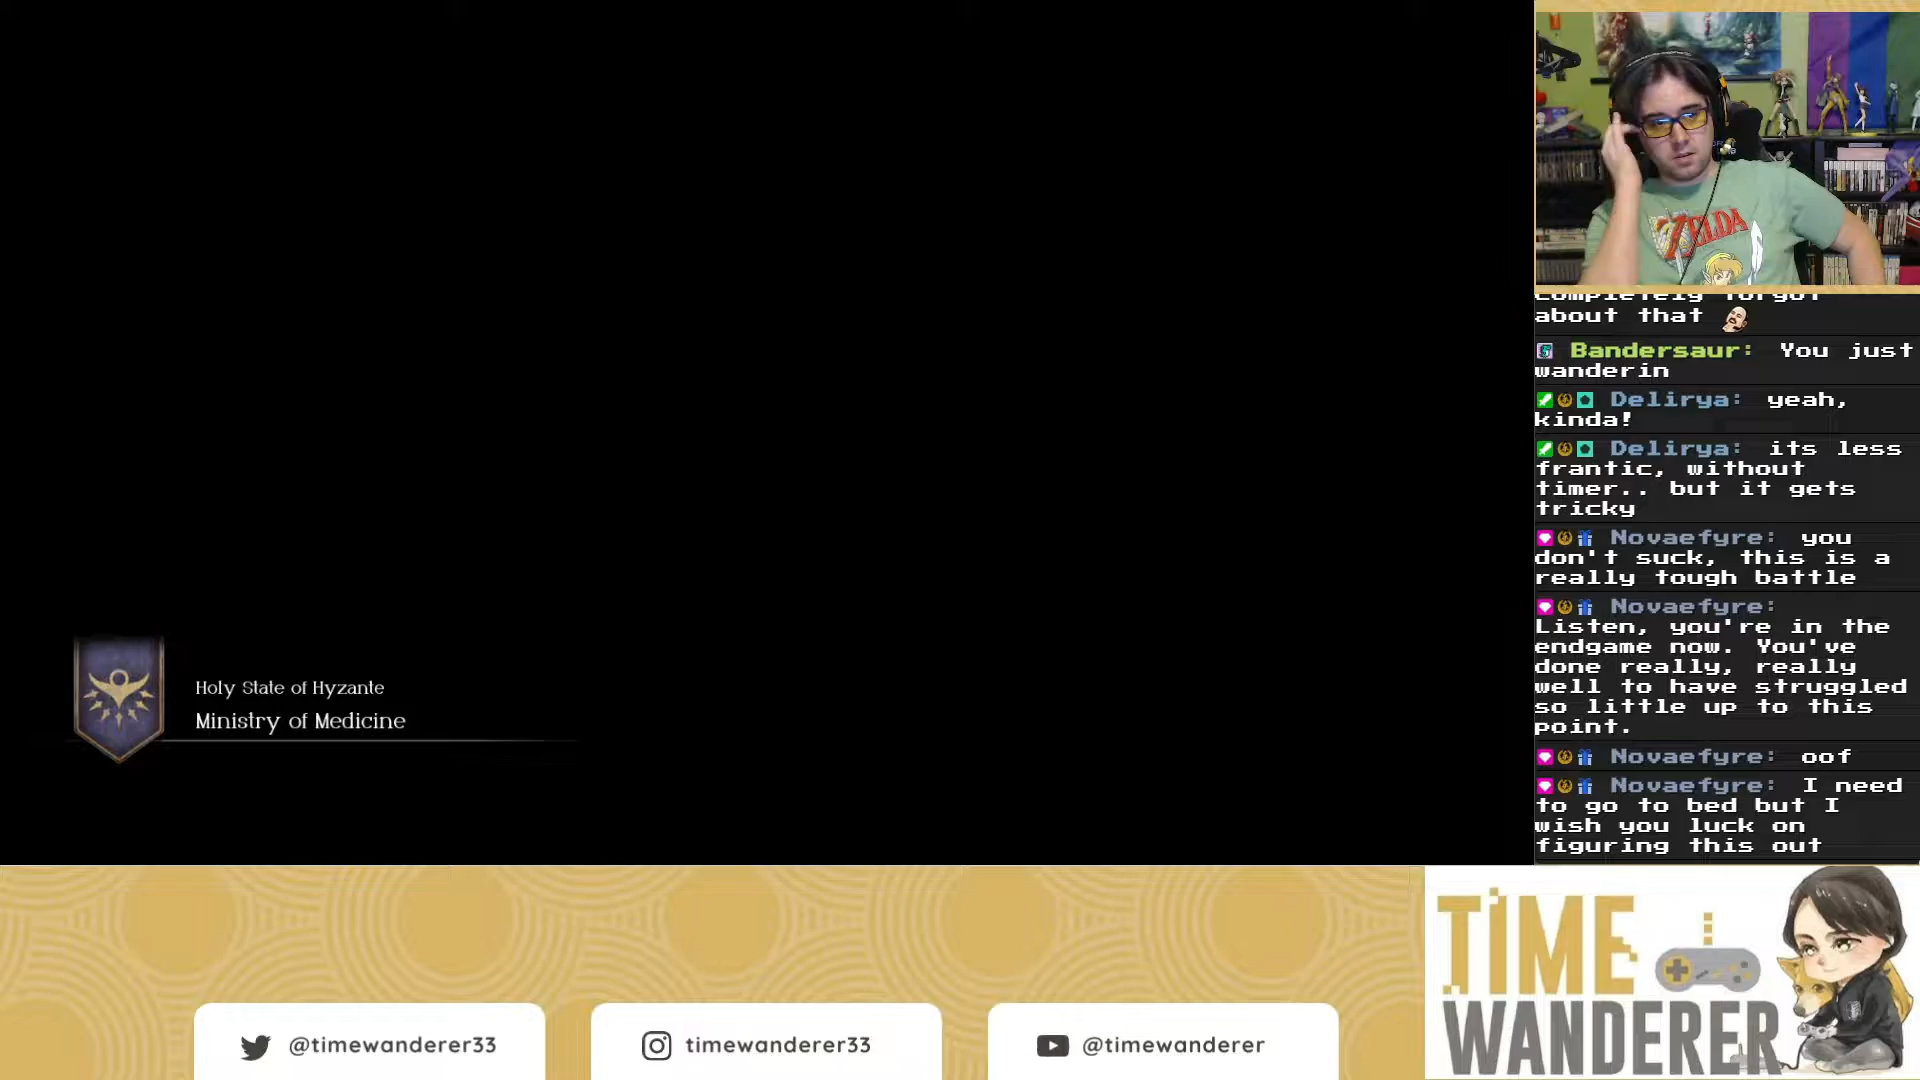 Holy State of Hyzante
Ministry of Medicine
ZELDA
completely forgot
about that
Bandersaur: You just
wanderin
Delirya: yeah,
kinda!
Delirya: its less
frantic, without
timer.. but it gets
tricky
Novaefyre: you
don't suck, this is a
really tough battle
Novaefyre:
Listen, you're in the
endgame now. You've
done really, really
well to have struggled
so little up to this
point.
Novaefyre: oof
Novaefyre: I need
to go to bed but I
wish you luck on
figuring this out
@timewanderer33
timewanderer33
@timewanderer
TIME
WANDERER